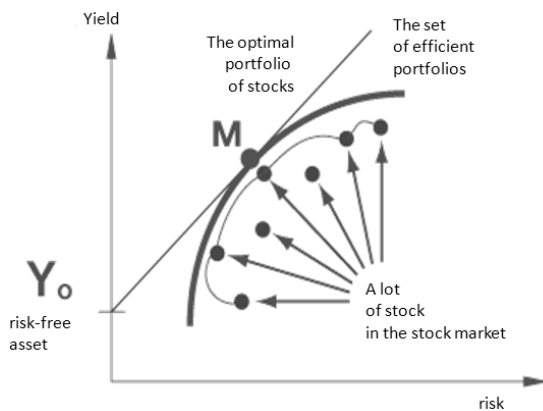 Yield
The optimal
portfolio
of stocks
The set
of efficient
portfolios
M
Yo
risk-free
asset
A lot
of stock
in the stock market
risk